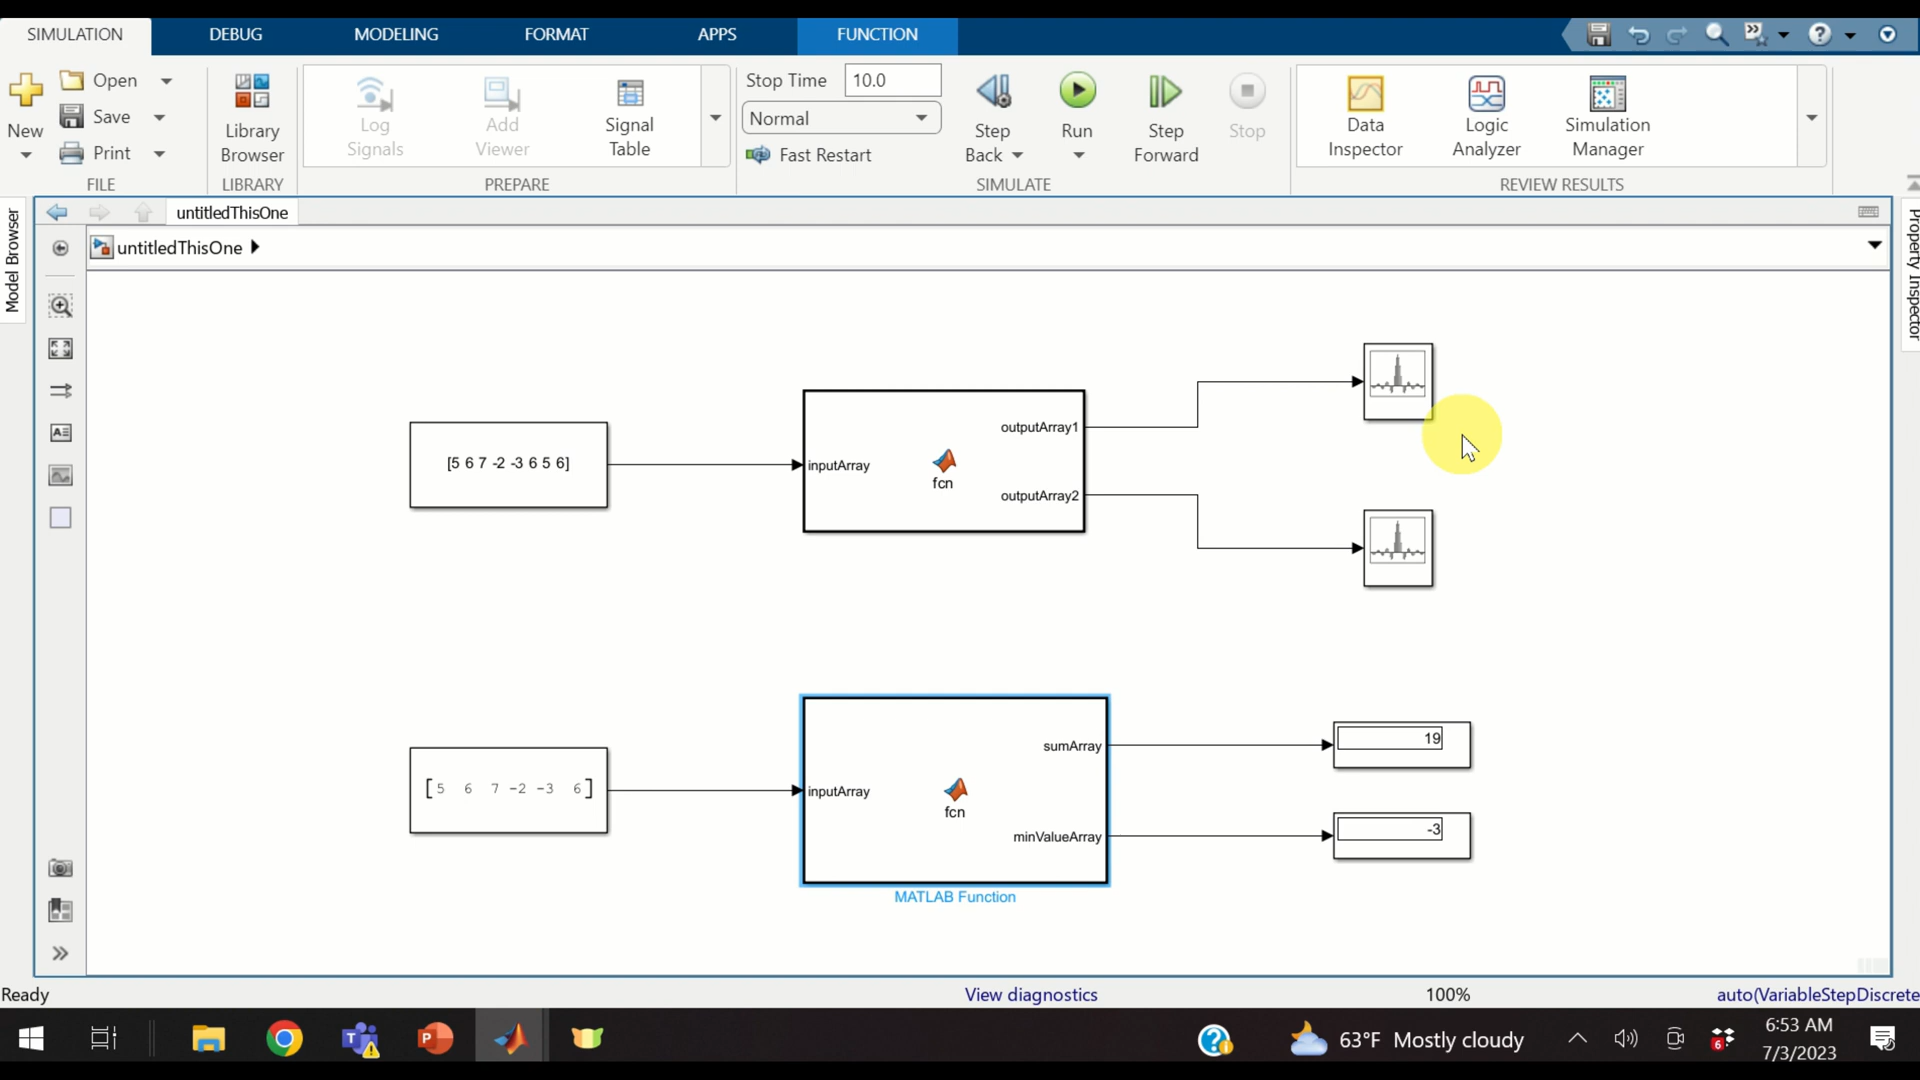 SIMULATION DEBUG MODELING FORMAT APPS FUNCTION
New
Open
Save
Print
FILE
Library
Browser
LIBRARY
Log
Signals
Add
Viewer
Signal
Table
PREPARE
Stop Time 10.0
Normal
Fast Restart
Step
Back
Run
Step
Forward
Stop
SIMULATE
Data
Inspector
Logic
Analyzer
Simulation
Manager
REVIEW RESULTS
Model Browser
Property Inspector
untitledThisOne
untitledThisOne
[5 6 7 -2 -3 6 5 6]
inputArray
fcn
outputArray1
outputArray2
[5 6 7 -2 -3 6]
inputArray
fcn
sumArray
minValueArray
MATLAB Function
19
-3
Ready View diagnostics 100% auto(VariableStepDiscrete
63°F Mostly cloudy
6
6:53 AM
7/3/2023